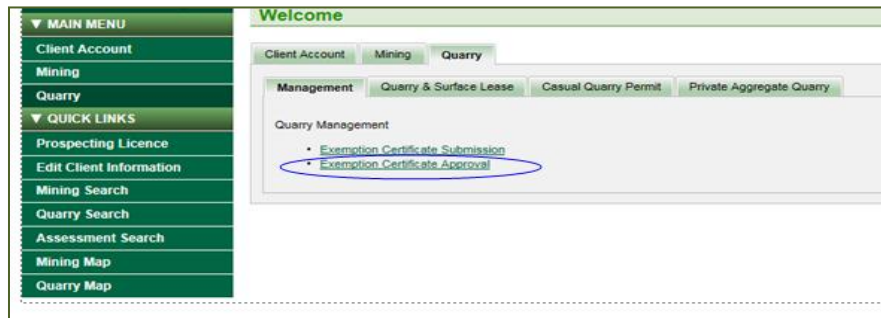 ▼ MAIN MENU
Client Account
Mining
Quarry
▼ QUICK LINKS
Prospecting Licence
Edit Client Information
Mining Search
Quarry Search
Assessment Search
Mining Map
Quarry Map
Welcome
Client Account Mining Quarry
Management Quarry & Surface Lease Casual Quarry Permit Private Aggregate Quarry
Quarry Management
• Exemption Certificate Submission
• Exemption Certificate Approval